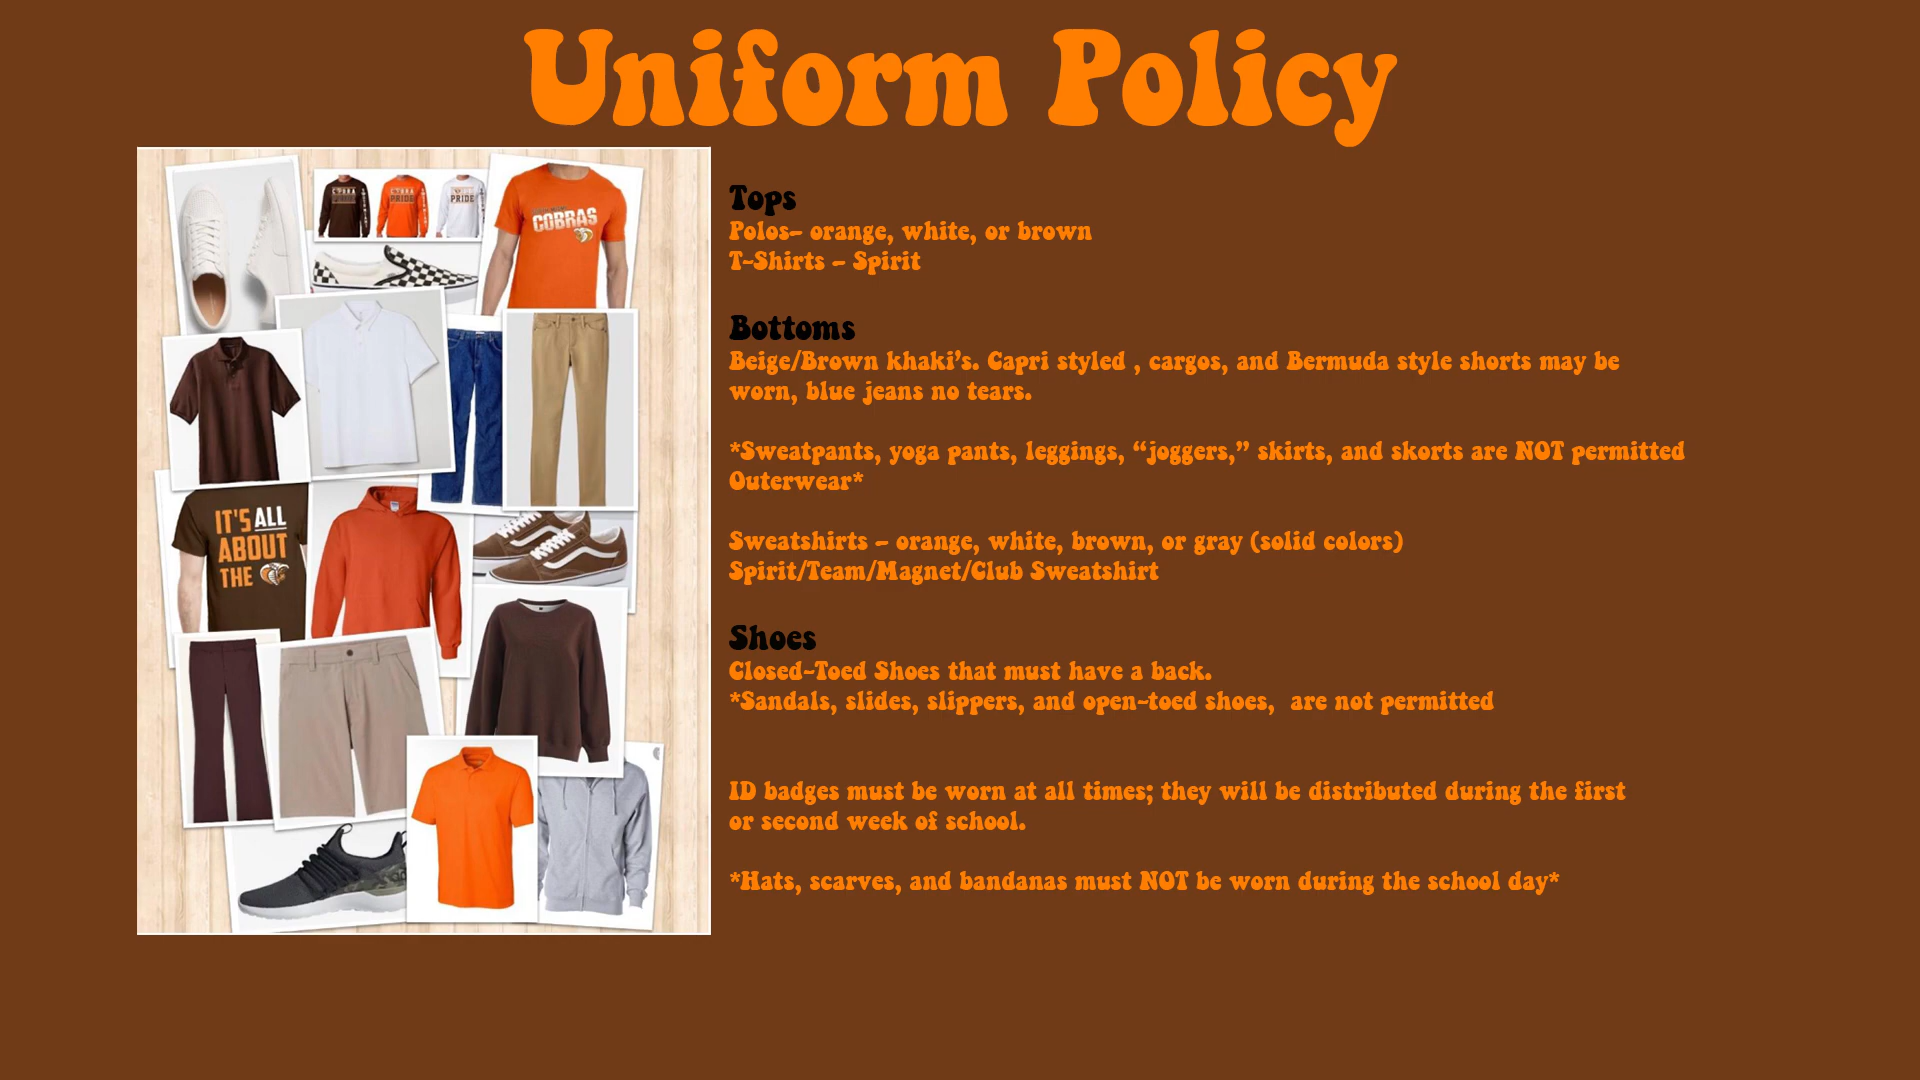 Uniform Policy
PRIDE
PRIDE
PRIDE
COBRAS
IT'S ALL
ABOUT
THE
Tops
Polos– orange, white, or brown
T-Shirts – Spirit
Bottoms
Beige/Brown khaki’s. Capri styled , cargos, and Bermuda style shorts may be
worn, blue jeans no tears.
*Sweatpants, yoga pants, leggings, “joggers,” skirts, and skorts are NOT permitted
Outerwear*
Sweatshirts – orange, white, brown, or gray (solid colors)
Spirit/Team/Magnet/Club Sweatshirt
Shoes
Closed-Toed Shoes that must have a back.
*Sandals, slides, slippers, and open-toed shoes,  are not permitted
ID badges must be worn at all times; they will be distributed during the first
or second week of school.
*Hats, scarves, and bandanas must NOT be worn during the school day*